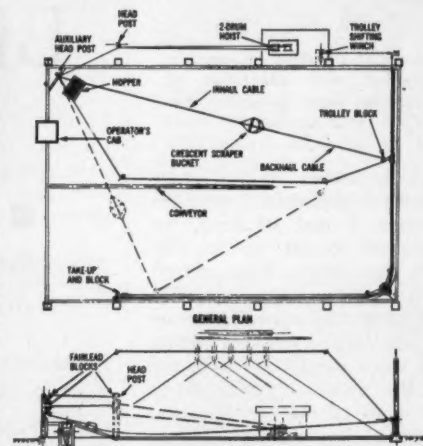 HEAD
POST
2-DRUM
HOIST
TROLLEY
SHIFTING
WINCH
AUXILIARY
HEAD POST
HOPPER
INHAUL CABLE
TROLLEY BLOCK
OPERATOR'S
CAB
CRESCENT SCRAPER
BUCKET
BACKHAUL CABLE
CONVEYOR
TAKE-UP
AND BLOCK
GENERAL PLAN
FAIRLEAD
BLOCKS
HEAD
POST